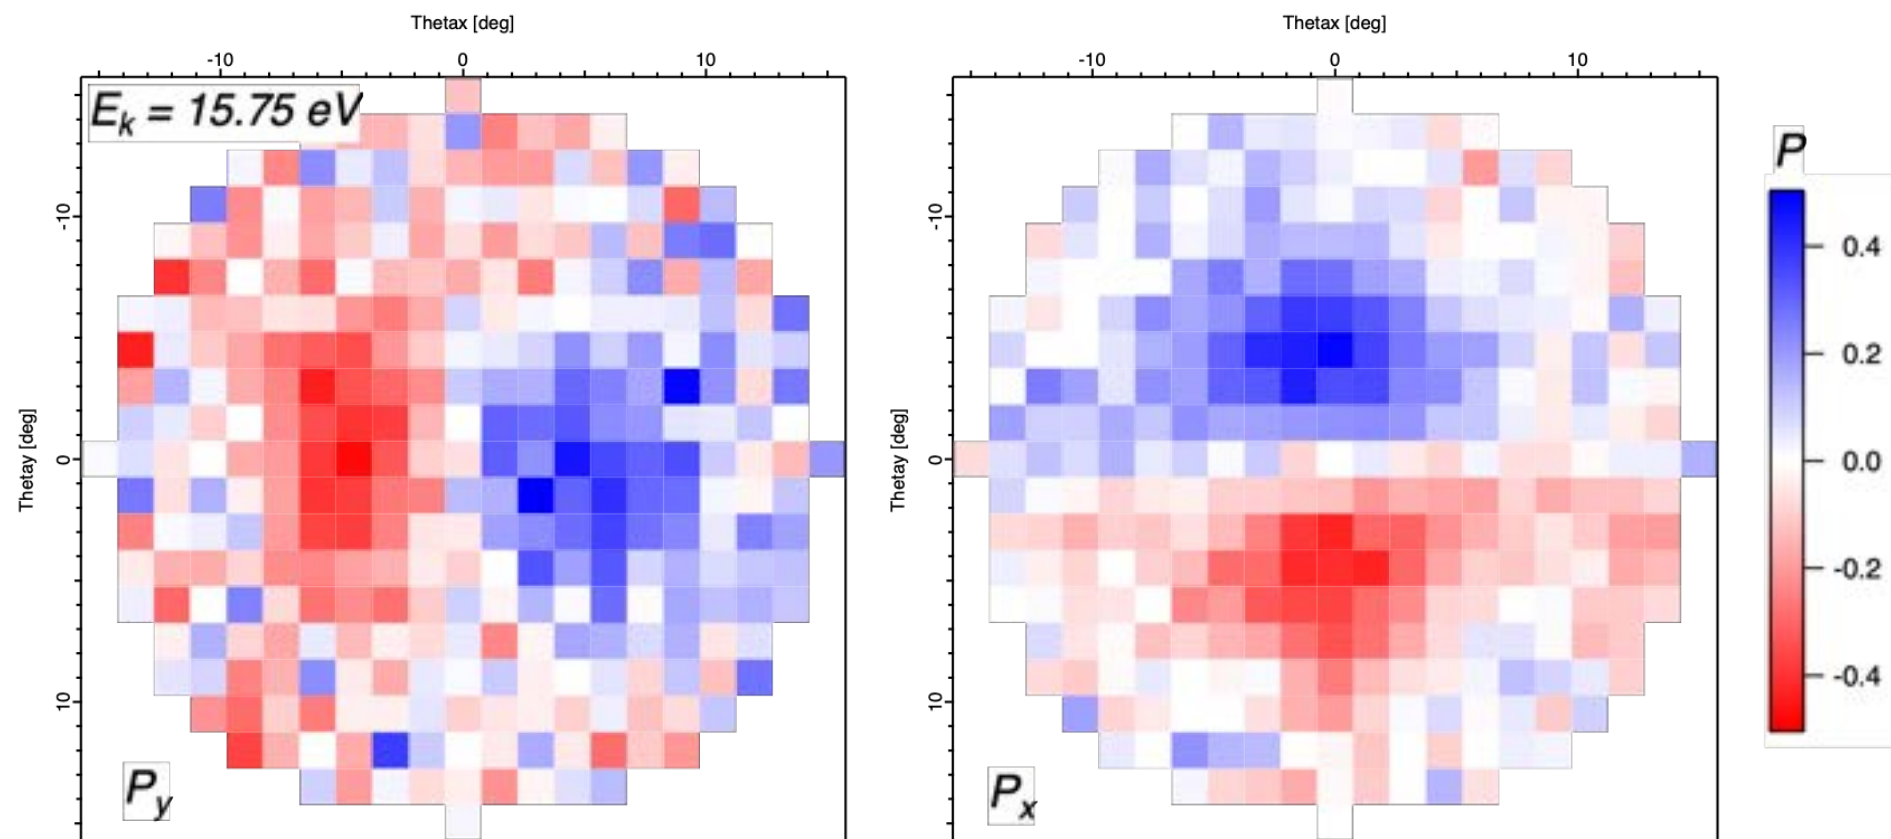 Thetax [deg]
-10 0 10
E_k = 15.75 eV
Thetay [deg]
-10
0
10
P_y
Thetax [deg]
-10 0 10
Thetay [deg]
-10
0
10
P_x
P
0.4
0.2
0.0
-0.2
-0.4